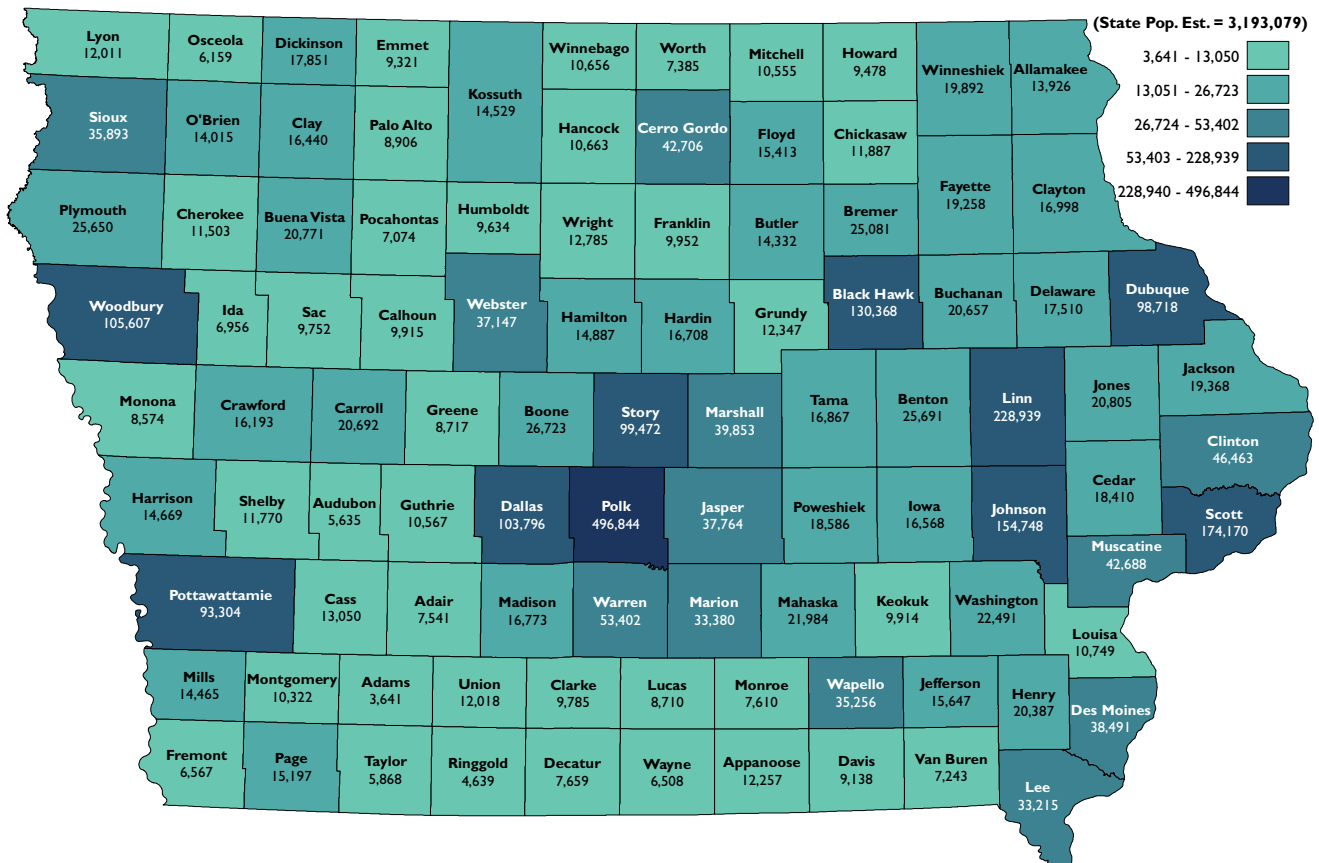 (State Pop. Est. = 3,193,079)
3,641 - 13,050
13,051 - 26,723
26,724 - 53,402
53,403 - 228,939
228,940 - 496,844
Lyon
12,011
Osceola
6,159
Dickinson
17,851
Emmet
9,321
Kossuth
14,529
Winnebago
10,656
Worth
7,385
Mitchell
10,555
Howard
9,478
Winneshiek
19,892
Allamakee
13,926
Sioux
35,893
O'Brien
14,015
Clay
16,440
Palo Alto
8,906
Hancock
10,663
Cerro Gordo
42,706
Floyd
15,413
Chickasaw
11,887
Plymouth
25,650
Cherokee
11,503
Buena Vista
20,771
Pocahontas
7,074
Humboldt
9,634
Wright
12,785
Franklin
9,952
Butler
14,332
Bremer
25,081
Fayette
19,258
Clayton
16,998
Woodbury
105,607
Ida
6,956
Sac
9,752
Calhoun
9,915
Webster
37,147
Hamilton
14,887
Hardin
16,708
Grundy
12,347
Black Hawk
130,368
Buchanan
20,657
Delaware
17,510
Dubuque
98,718
Monona
8,574
Crawford
16,193
Carroll
20,692
Greene
8,717
Boone
26,723
Story
99,472
Marshall
39,853
Tama
16,867
Benton
25,691
Linn
228,939
Jones
20,805
Jackson
19,368
Clinton
46,463
Harrison
14,669
Shelby
11,770
Audubon
5,635
Guthrie
10,567
Dallas
103,796
Polk
496,844
Jasper
37,764
Poweshiek
18,586
Iowa
16,568
Johnson
154,748
Cedar
18,410
Scott
174,170
Muscatine
42,688
Pottawattamie
93,304
Cass
13,050
Adair
7,541
Madison
16,773
Warren
53,402
Marion
33,380
Mahaska
21,984
Keokuk
9,914
Washington
22,491
Louisa
10,749
Mills
14,465
Montgomery
10,322
Adams
3,641
Union
12,018
Clarke
9,785
Lucas
8,710
Monroe
7,610
Wapello
35,256
Jefferson
15,647
Henry
20,387
Des Moines
38,491
Fremont
6,567
Page
15,197
Taylor
5,868
Ringgold
4,639
Decatur
7,659
Wayne
6,508
Appanoose
12,257
Davis
9,138
Van Buren
7,243
Lee
33,215